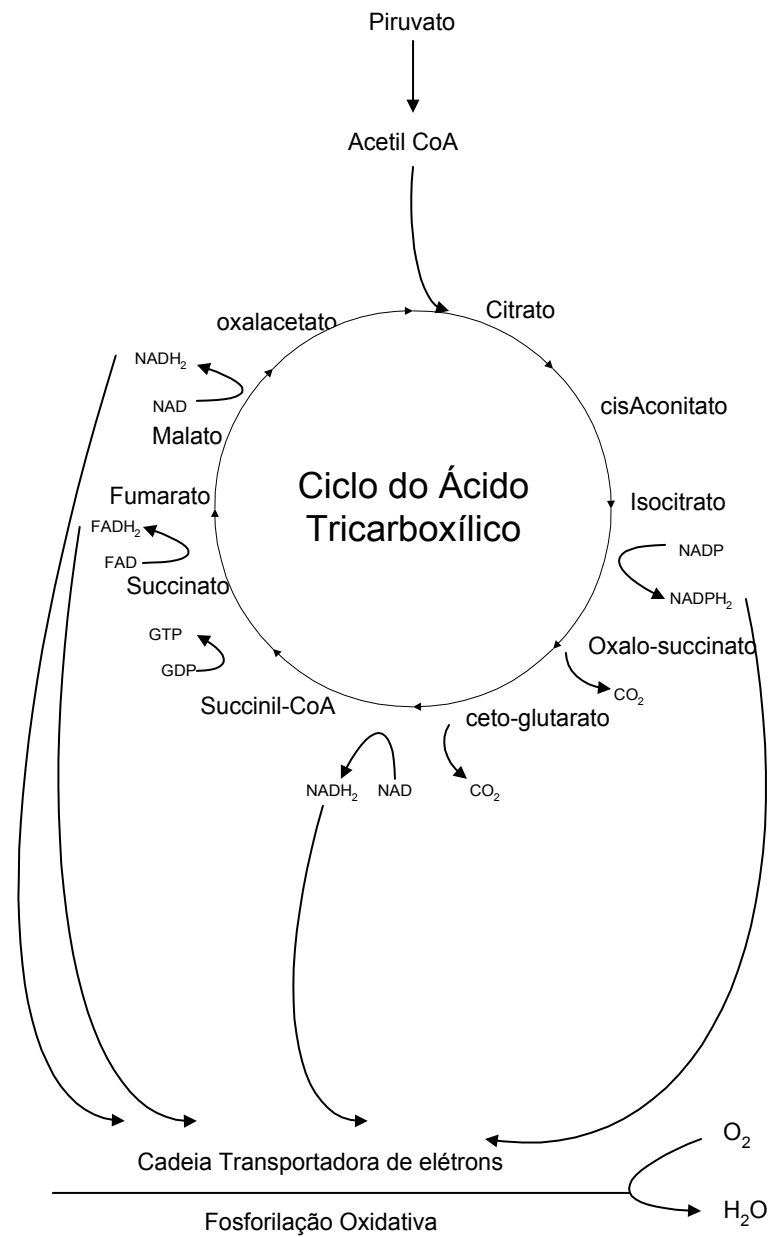 Piruvato
Acetil CoA
Citrato
oxalacetato
NADH₂
NAD
cisAconitato
Malato
Ciclo do Ácido
Tricarboxílico
Fumarato
Isocitrato
FADH₂
FAD
NADP
Succinato
NADPH₂
GTP
GDP
Oxalo-succinato
CO₂
Succinil-CoA
ceto-glutarato
NADH₂ NAD
CO₂
O₂
Cadeia Transportadora de elétrons
H₂O
Fosforilação Oxidativa